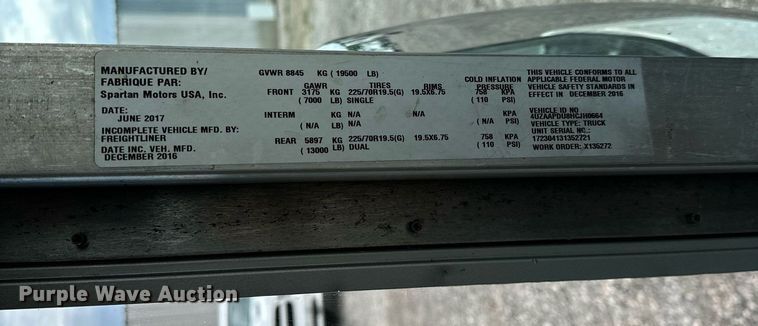 MANUFACTURED BY/
FABRIQUE PAR:
Spartan Motors USA, Inc.
DATE:
JUNE 2017
INCOMPLETE VEHICLE MFD. BY:
FREIGHTLINER
DATE INC. VEH. MFD.
DECEMBER 2016
GVWR 8845 KG ( 19500 LB)
GAWR TIRES RIMS COLD INFLATION PRESSURE
FRONT 3175 KG 225/70R19.5(G) 19.5X6.75 758 KPA
( 7000 LB) SINGLE ( 110 PSI)
INTERM KG N/A N/A KPA
( N/A LB) N/A ( N/A PSI)
REAR 5897 KG 225/70R19.5(G) 19.5X6.75 758 KPA
( 13000 LB) DUAL ( 110 PSI)
THIS VEHICLE CONFORMS TO ALL
APPLICABLE FEDERAL MOTOR
VEHICLE SAFETY STANDARDS IN
EFFECT IN DECEMBER 2016
VEHICLE ID NO
4UZAAPDU8HCJH0664
VEHICLE TYPE: TRUCK
UNIT SERIAL NO:
172304131352721
WORK ORDER: X135272
Purple Wave Auction